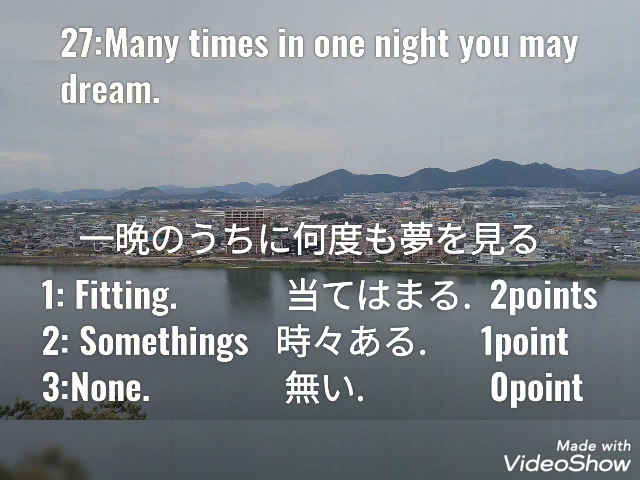 27:Many times in one night you may
dream.
一晩のうちに何度も夢を見る
1: Fitting. 当てはまる. 2points
2: Somethings 時々ある. 1point
3:None. 無い. 0point
Made with
VideoShow